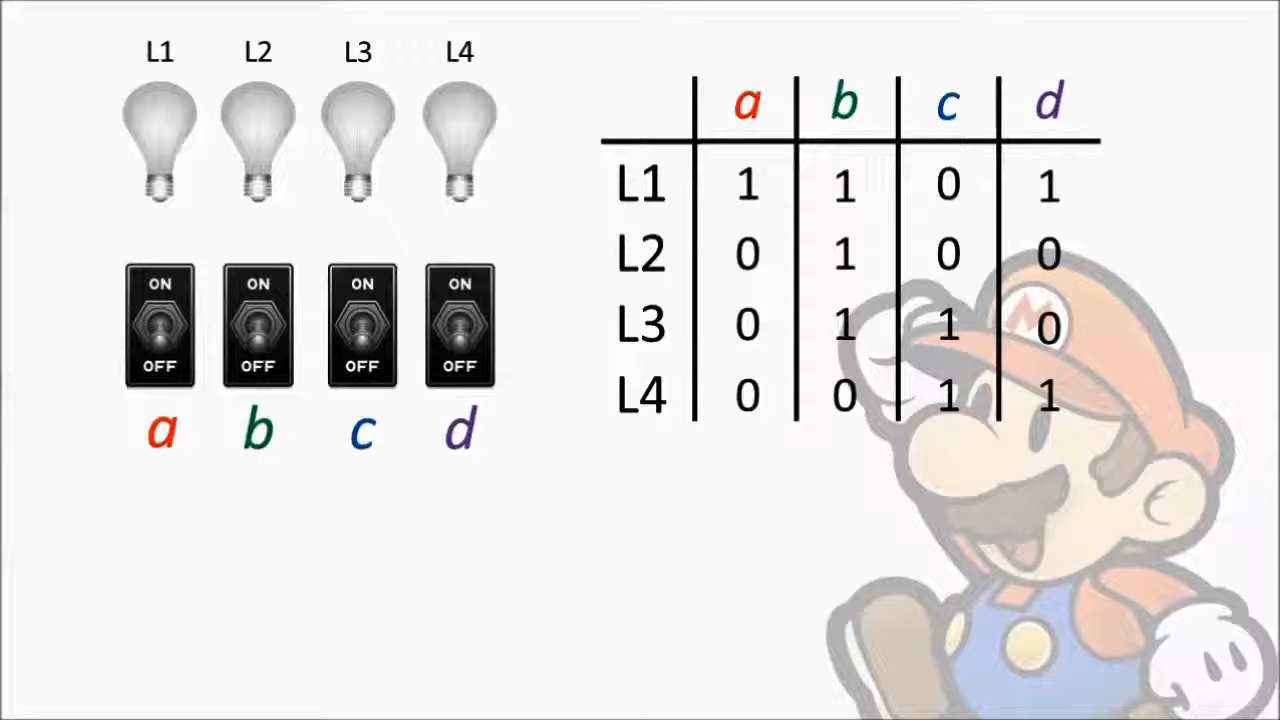 L1 L2 L3 L4
ON ON ON ON
OFF OFF OFF OFF
a b c d
a b c d
L1 1 1 0 1
L2 0 1 0 0
L3 0 1 1 0
L4 0 0 1 1
M